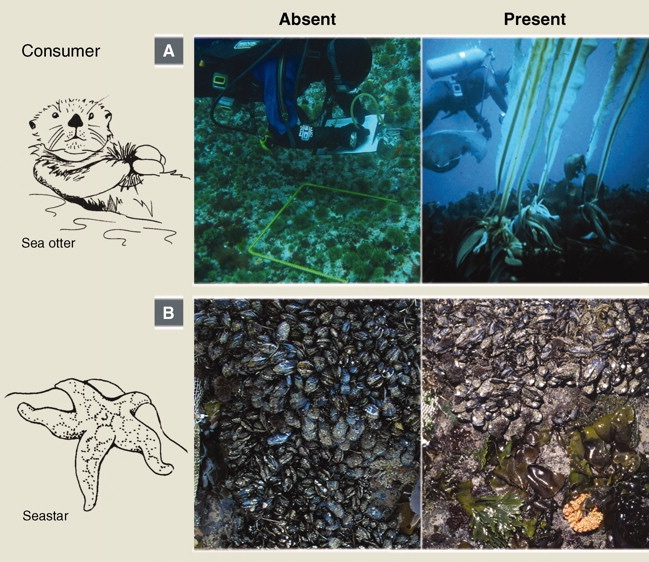 Absent
Present
Consumer
A
Sea otter
B
Seastar